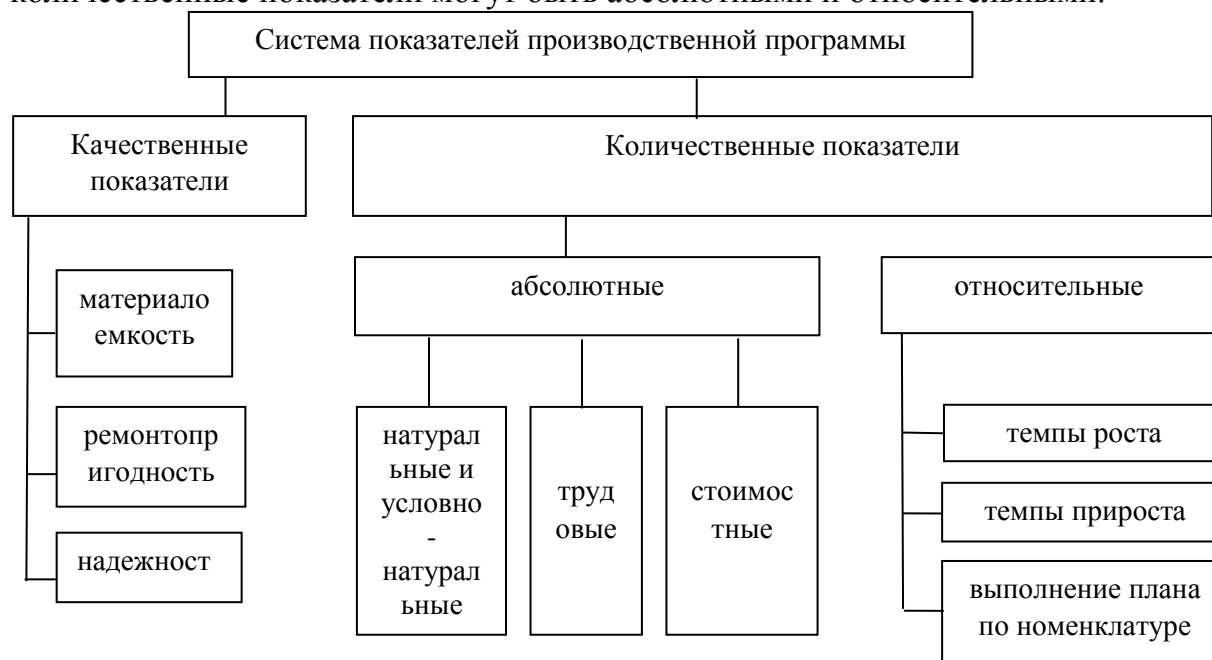 количественные показатели могут быть абсолютными и относительными.
Система показателей производственной программы
Качественные
показатели
Количественные показатели
материало
емкость
ремонтопр
игодность
надежност
абсолютные
натурал
ьные и
условно
-
натурал
ьные
труд
овые
стоимос
тные
относительные
темпы роста
темпы прироста
выполнение плана
по номенклатуре